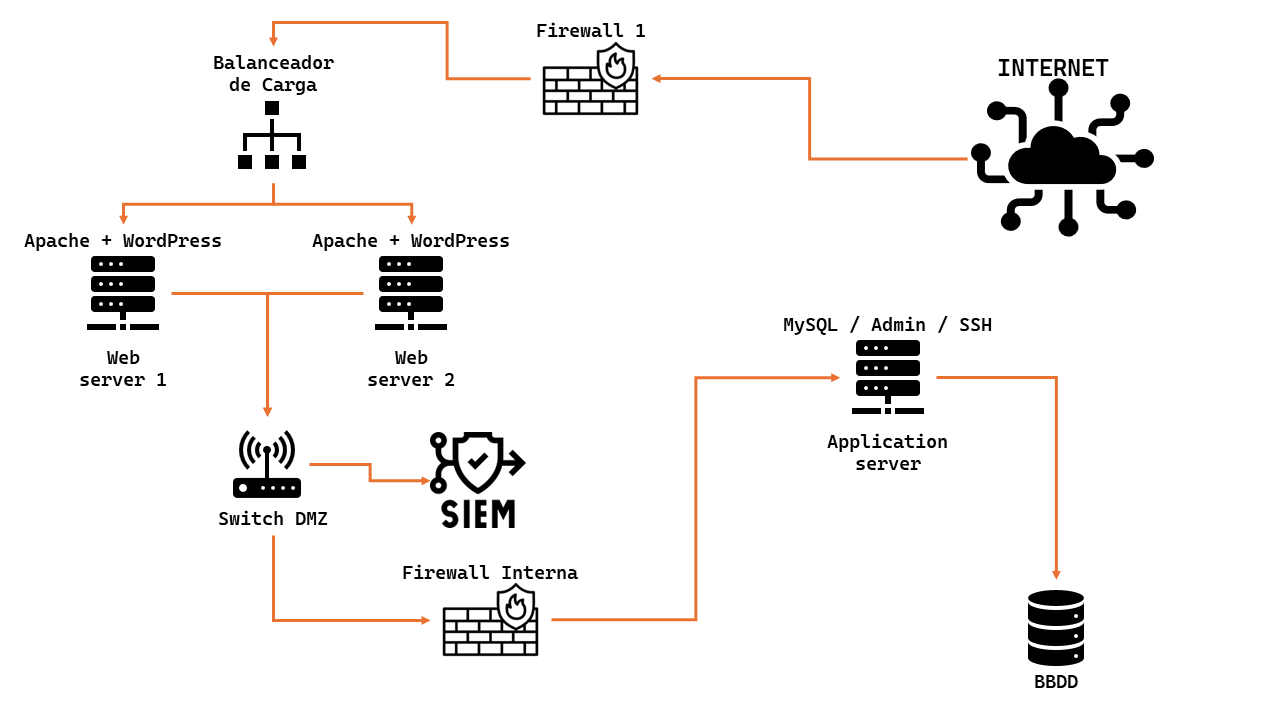 Firewall 1
Balanceador
de Carga
INTERNET
Apache + WordPress
Apache + WordPress
Web
server 1
Web
server 2
MySQL / Admin / SSH
Application
server
SIEM
Switch DMZ
Firewall Interna
BBDD